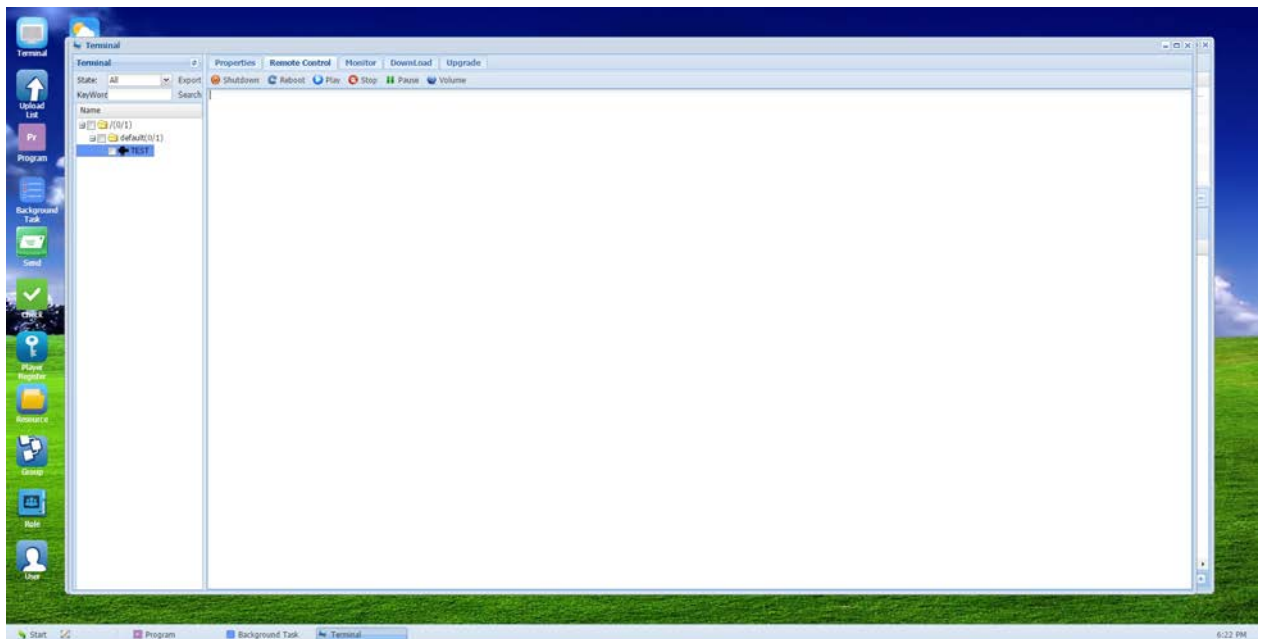 Terminal
Upload
List
Program
Background
Task
Send
Check
Player
Register
Resource
Group
Role
User
Terminal
Terminal
State: All Export
KeyWord Search
Name
/(0/1)
default(0/1)
TEST
Properties Remote Control Monitor DownLoad Upgrade
Shutdown Reboot Play Stop Pause Volume
Start Program Background Task Terminal 6:22 PM